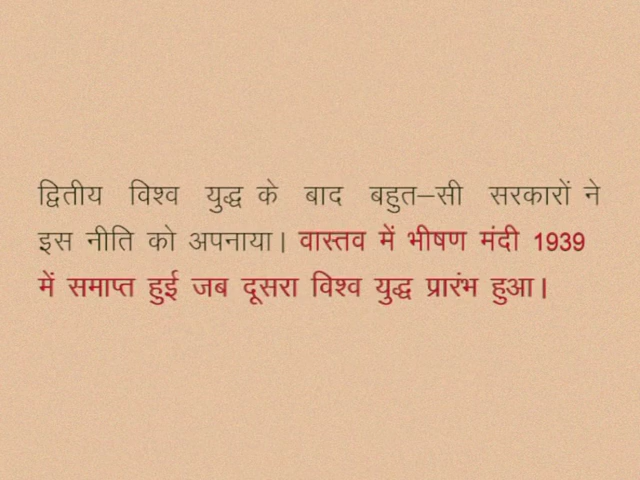 द्वितीय विश्व युद्ध के बाद बहुत–सी सरकारों ने
इस नीति को अपनाया। वास्तव में भीषण मंदी 1939
में समाप्त हुई जब दूसरा विश्व युद्ध प्रारंभ हुआ।